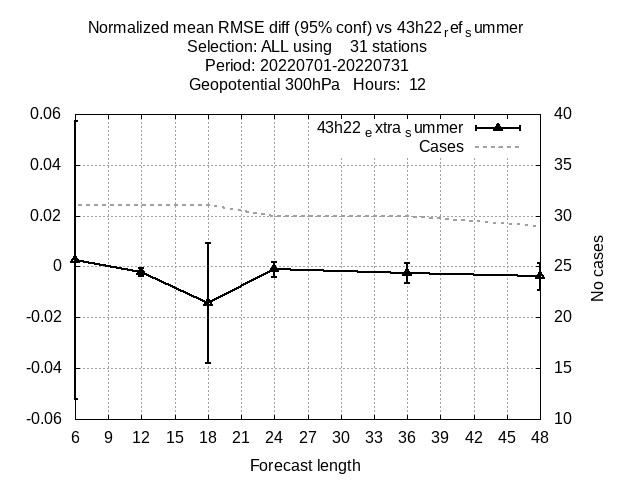 Normalized mean RMSE diff (95% conf) vs 43h22refsummer
Selection: ALL using 31 stations
Period: 20220701-20220731
Geopotential 300hPa Hours: 12
43h22extrasummer
Cases
0.06
0.04
0.02
0
-0.02
-0.04
-0.06
40
35
30
25
20
15
10
No cases
6 9 12 15 18 21 24 27 30 33 36 39 42 45 48
Forecast length